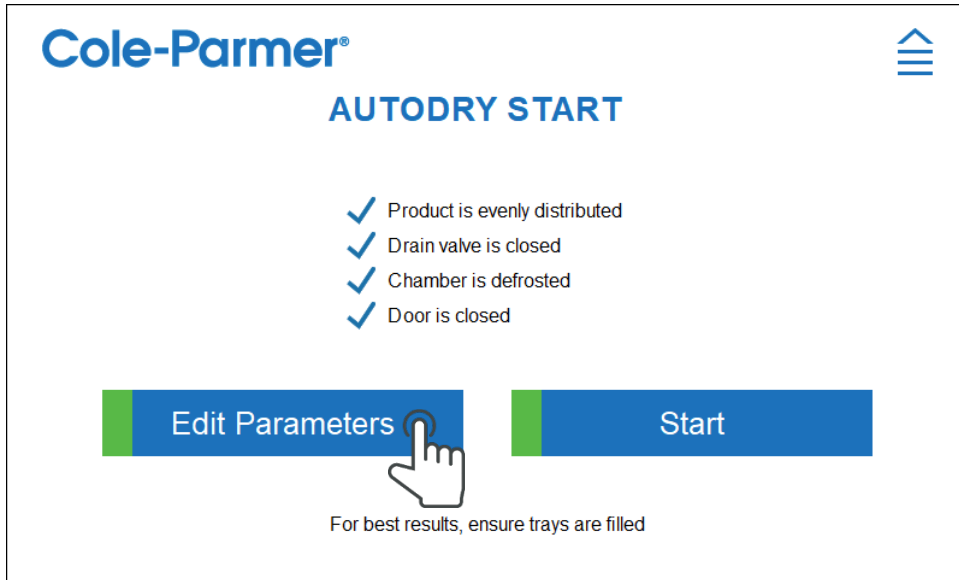 Cole-Parmer®
AUTODRY START
Product is evenly distributed
Drain valve is closed
Chamber is defrosted
Door is closed
Edit Parameters
Start
For best results, ensure trays are filled